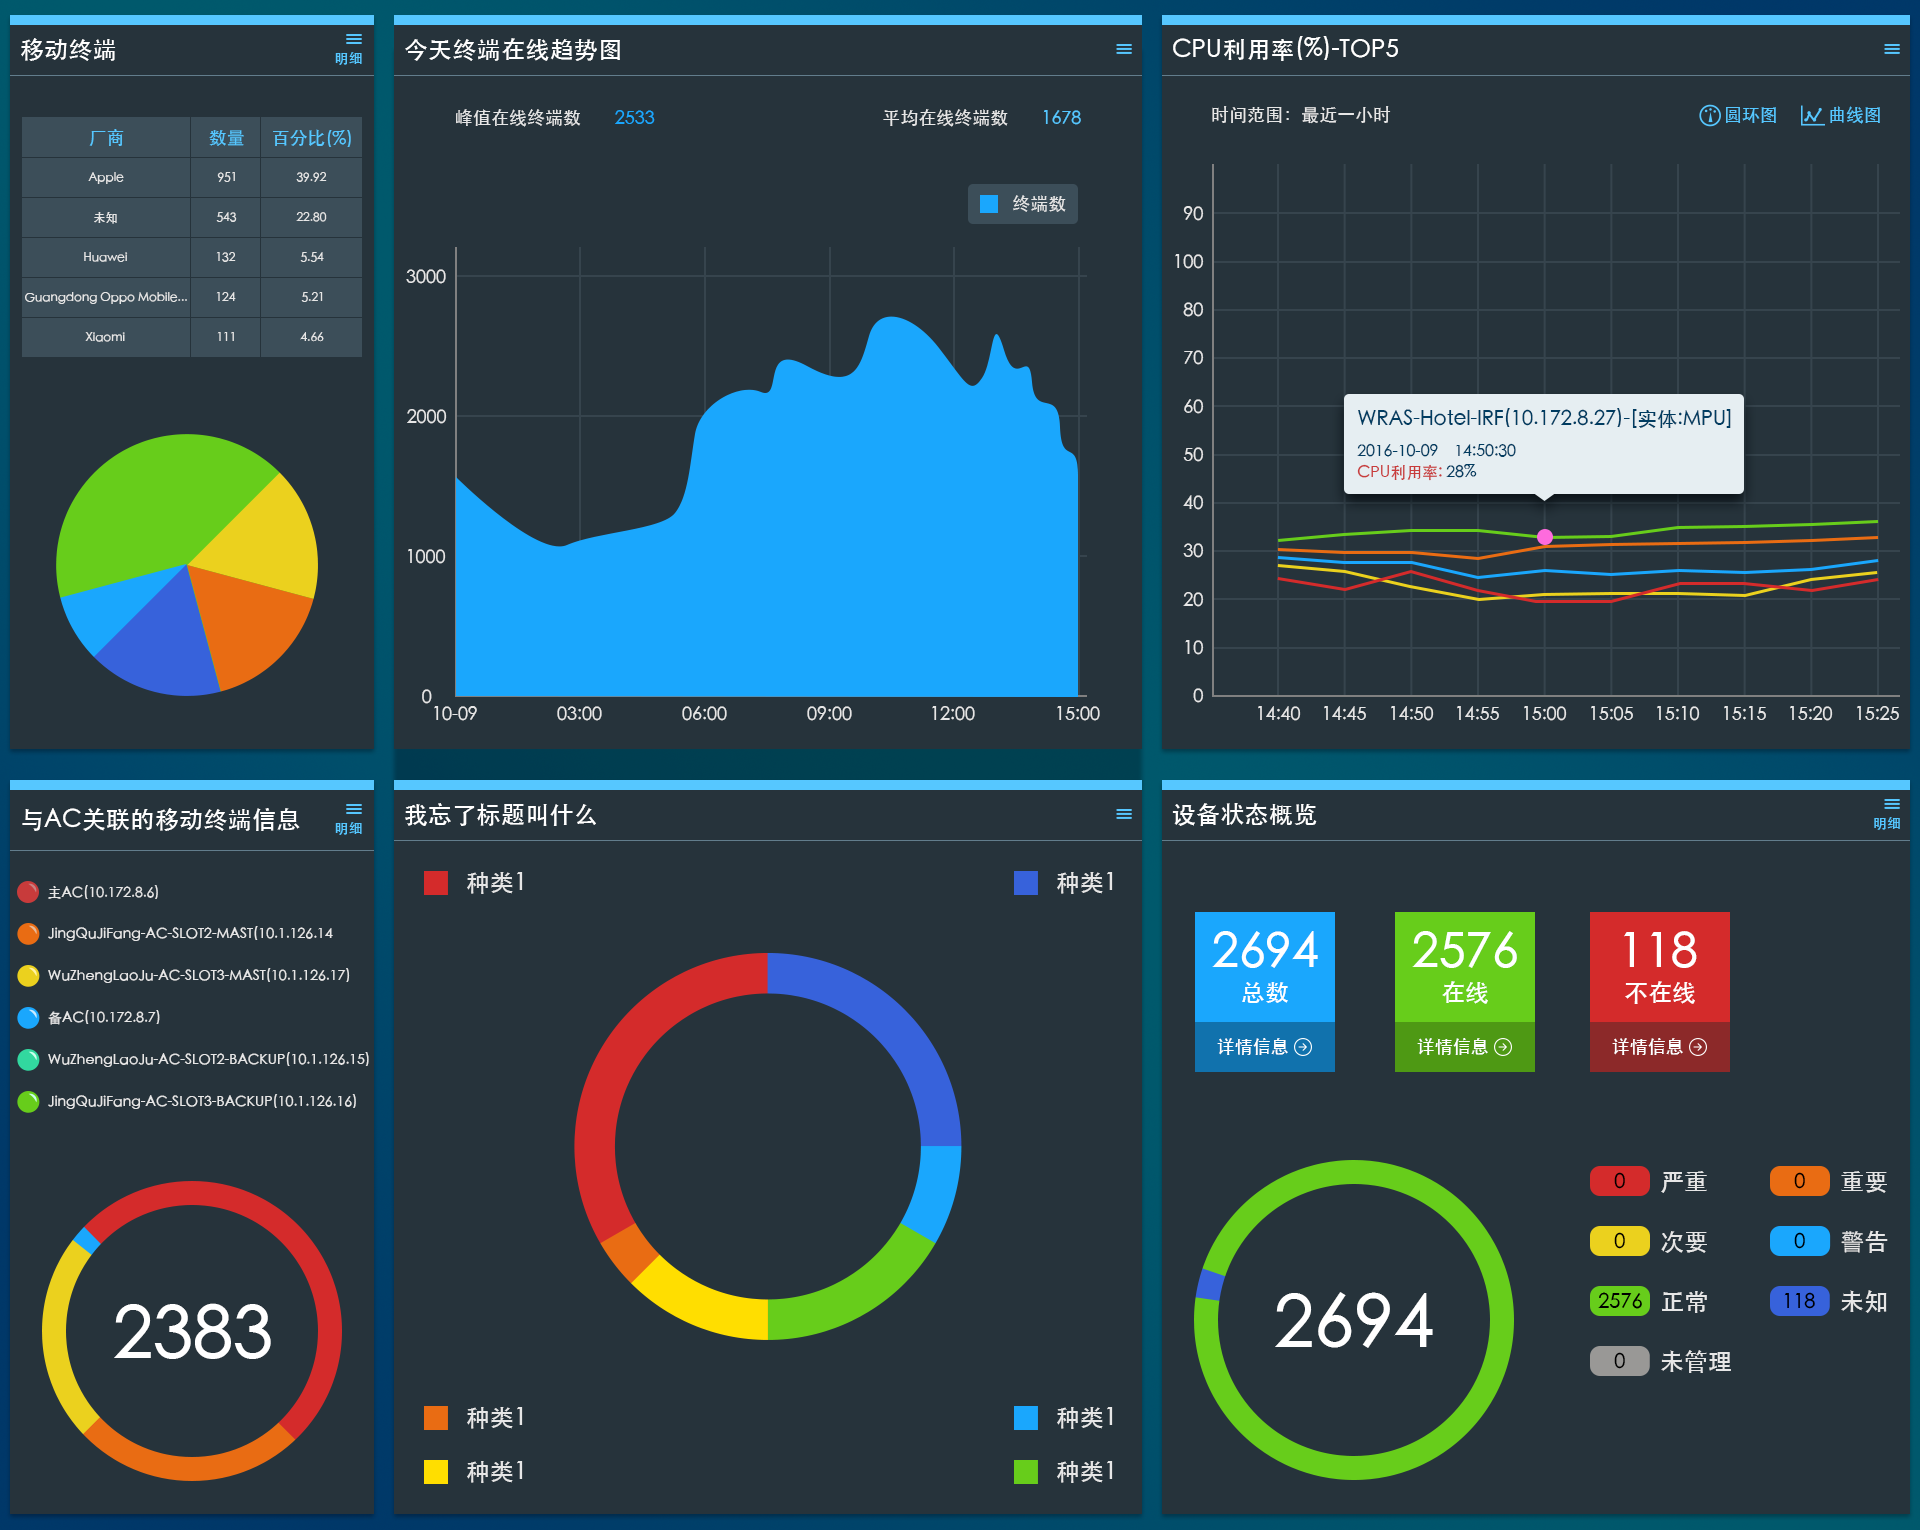 移动终端
明细
厂商 数量 百分比(%)
Apple 951 39.92
未知 543 22.80
Huawei 132 5.54
Guangdong Oppo Mobile... 124 5.21
Xiaomi 111 4.66
今天终端在线趋势图
峰值在线终端数 2533 平均在线终端数 1678
终端数
3000
2000
1000
0
10-09 03:00 06:00 09:00 12:00 15:00
CPU利用率(%)-TOP5
时间范围：最近一小时 圆环图 曲线图
90
100
80
70
60
50
40
30
20
10
0
WRAS-Hotel-IRF(10.172.8.27)-[实体:MPU]
2016-10-09 14:50:30
CPU利用率: 28%
14:40 14:45 14:50 14:55 15:00 15:05 15:10 15:15 15:20 15:25
与AC关联的移动终端信息
明细
主AC(10.172.8.6)
JingQuJiFang-AC-SLOT2-MAST(10.1.126.14
WuZhengLaoJu-AC-SLOT3-MAST(10.1.126.17)
备AC(10.172.8.7)
WuZhengLaoJu-AC-SLOT2-BACKUP(10.1.126.15)
JingQuJiFang-AC-SLOT3-BACKUP(10.1.126.16)
2383
我忘了标题叫什么
种类1 种类1
种类1 种类1
种类1 种类1
设备状态概览
明细
2694 2576 118
总数 在线 不在线
详情信息 详情信息 详情信息
2694
0 严重 0 重要
0 次要 0 警告
2576 正常 118 未知
0 未管理